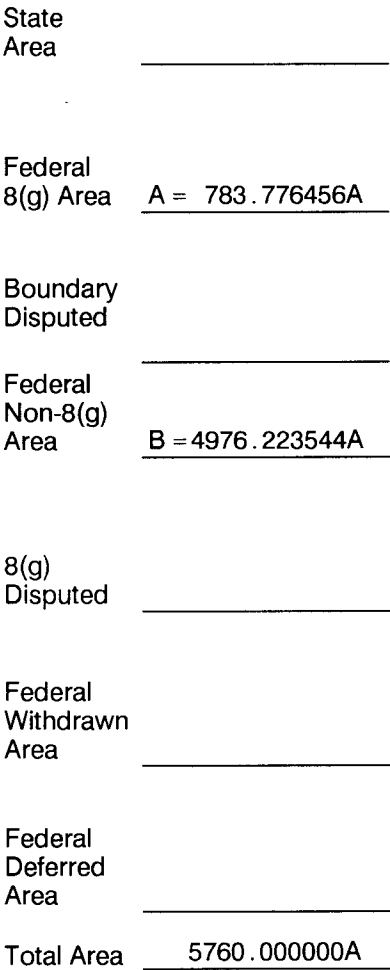 State
Area
Federal
8(g) Area A = 783.776456A
Boundary
Disputed
Federal
Non-8(g)
Area B = 4976.223544A
8(g)
Disputed
Federal
Withdrawn
Area
Federal
Deferred
Area
Total Area 5760.000000A